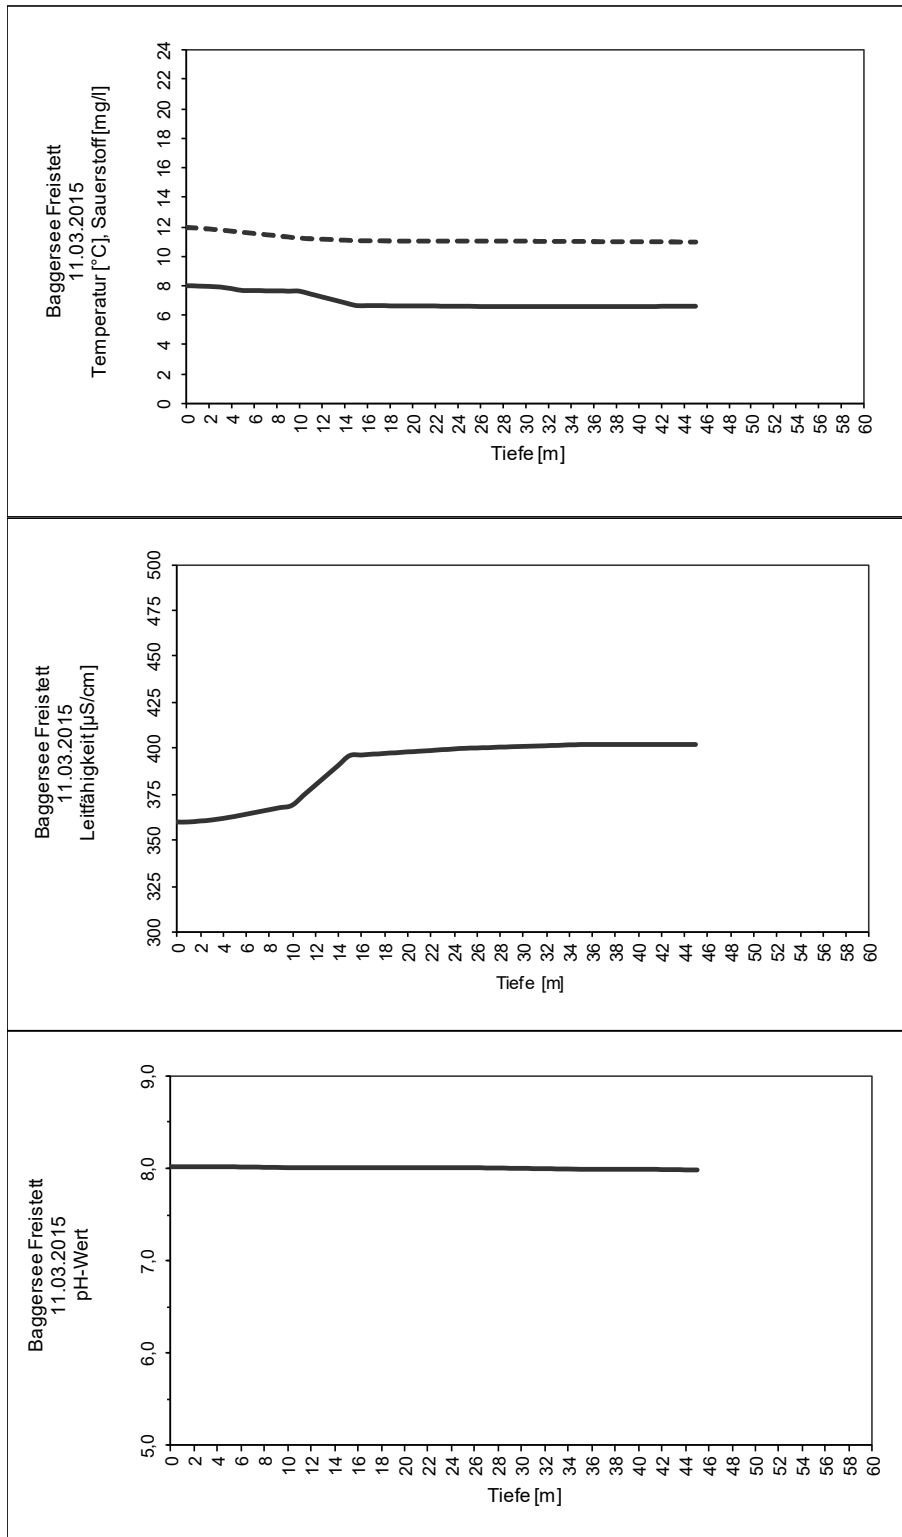 Baggersee Freistett
11.03.2015
Temperatur [°C], Sauerstoff [mg/l]
24
22
20
18
16
14
12
10
8
6
4
2
0
0 2 4 6 8 10 12 14 16 18 20 22 24 26 28 30 32 34 36 38 40 42 44 46 48 50 52 54 56 58 60
Tiefe [m]
Baggersee Freistett
11.03.2015
Leitfähigkeit [µS/cm]
500
475
450
425
400
375
350
325
300
0 2 4 6 8 10 12 14 16 18 20 22 24 26 28 30 32 34 36 38 40 42 44 46 48 50 52 54 56 58 60
Tiefe [m]
Baggersee Freistett
11.03.2015
pH-Wert
9,0
8,0
7,0
6,0
5,0
0 2 4 6 8 10 12 14 16 18 20 22 24 26 28 30 32 34 36 38 40 42 44 46 48 50 52 54 56 58 60
Tiefe [m]